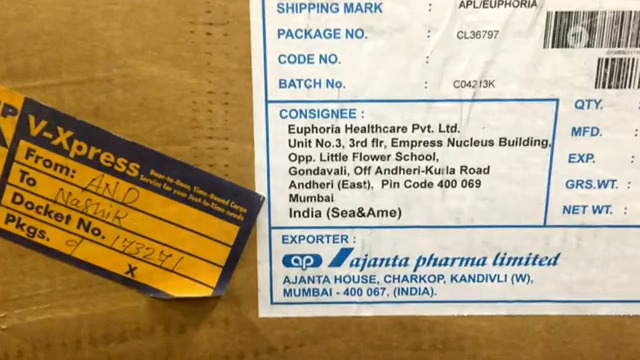 SHIPPING MARK : APL/EUPHORIA
PACKAGE NO. : CL36797
CODE NO. :
BATCH No. : C04213K
CONSIGNEE :
Euphoria Healthcare Pvt. Ltd.
Unit No.3, 3rd flr, Empress Nucleus Building,
Opp. Little Flower School,
Gondavali, Off Andheri-Kurla Road
Andheri (East), Pin Code 400 069
Mumbai
India (Sea&Ame)
EXPORTER :
ap ajanta pharma limited
AJANTA HOUSE, CHARKOP, KANDIVLI (W),
MUMBAI - 400 067, (INDIA).
QTY.
MFD. :
EXP. :
GRS.WT. :
NET WT. :
V-Xpress
Door-to-Door, Time-Bound Cargo
Service for your Just-In-Time needs
From: AND
To Nashik
Docket No. 173271
Pkgs. 9 X